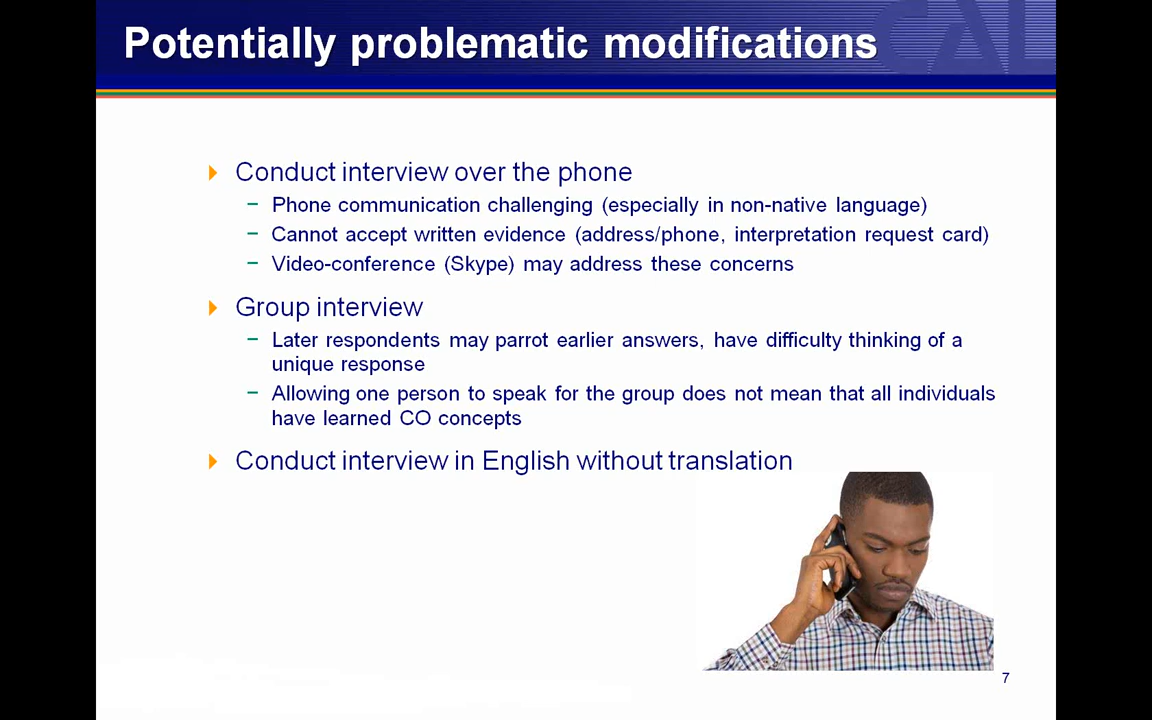 CAL
Potentially problematic modifications
Conduct interview over the phone
− Phone communication challenging (especially in non-native language)
− Cannot accept written evidence (address/phone, interpretation request card)
− Video-conference (Skype) may address these concerns
Group interview
− Later respondents may parrot earlier answers, have difficulty thinking of a
unique response
− Allowing one person to speak for the group does not mean that all individuals
have learned CO concepts
Conduct interview in English without translation
7